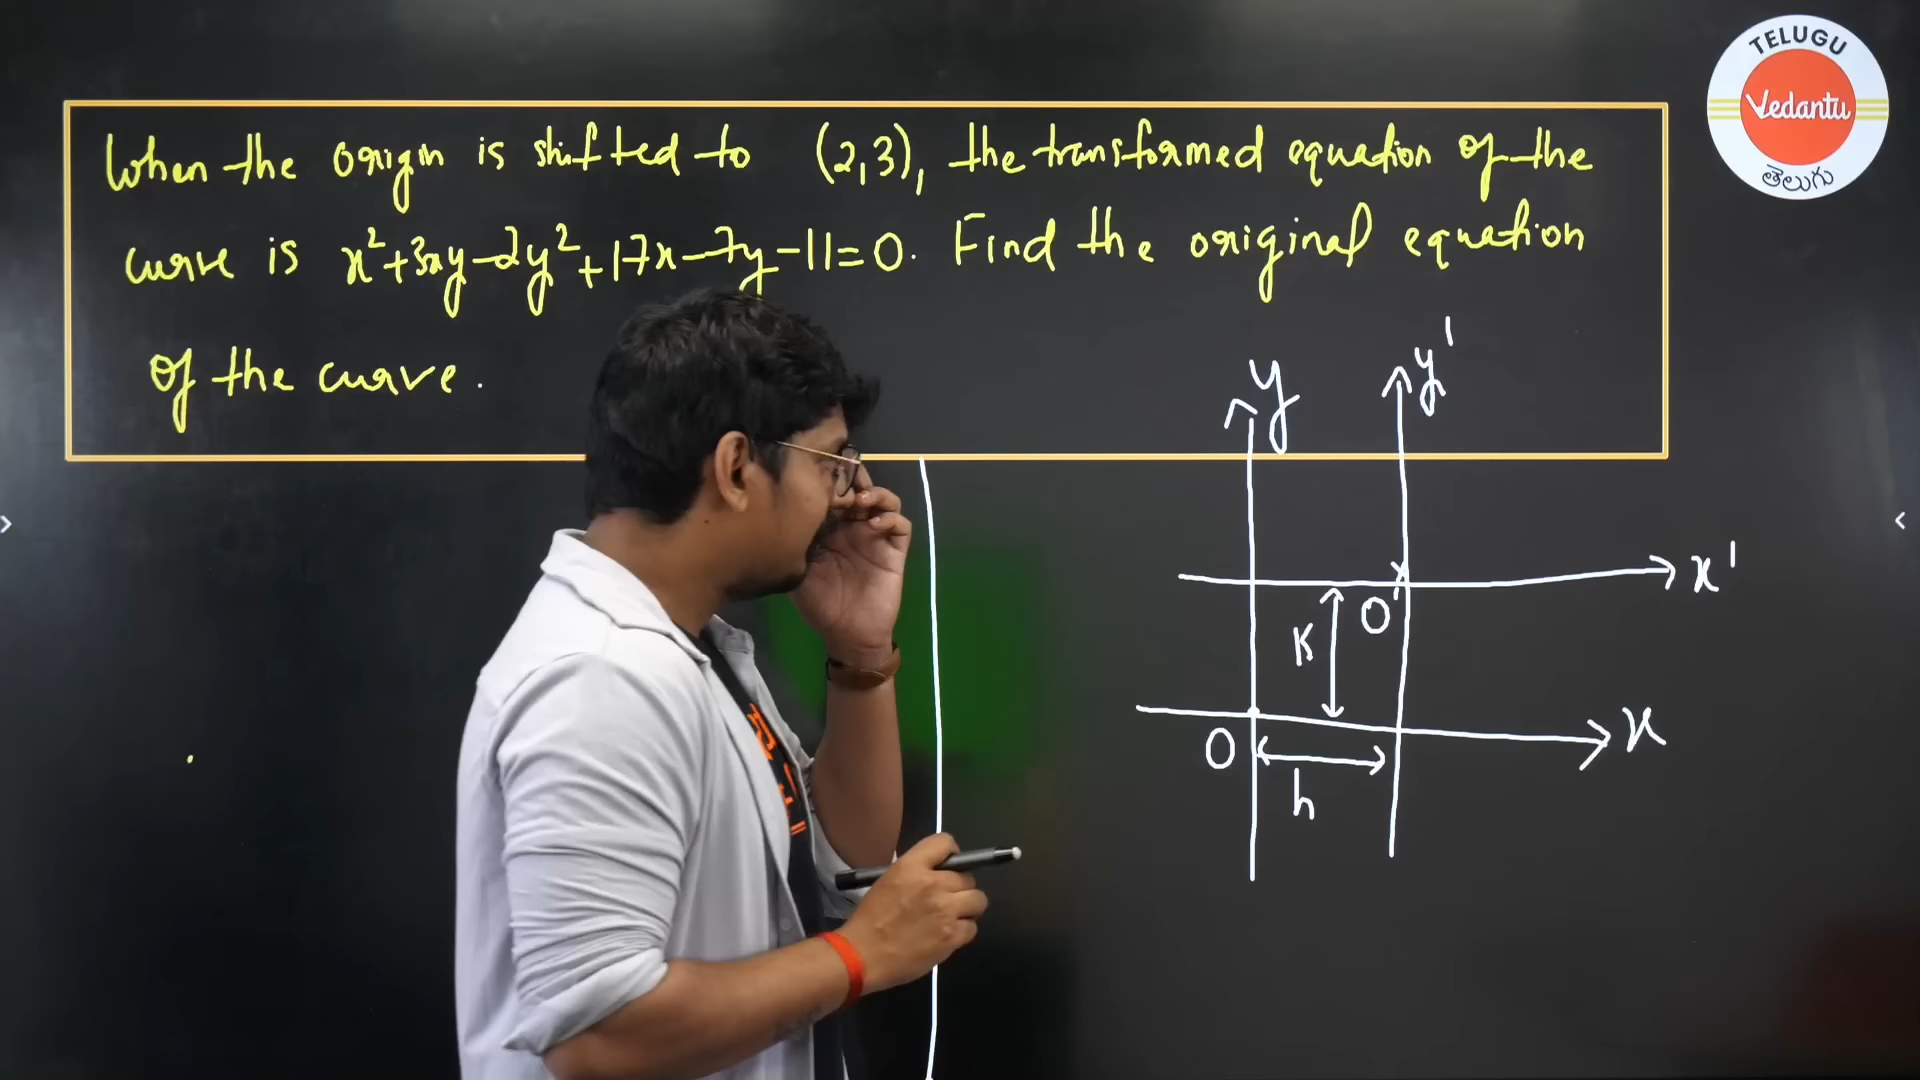 TELUGU
Vedantu
తెలుగు
When the origin is shifted to (2,3), the transformed equation of the
curve is x²+3xy-2y²+17x-7y-11=0. Find the original equation
of the curve.
y
y'
x'
O'
K
O
x
h